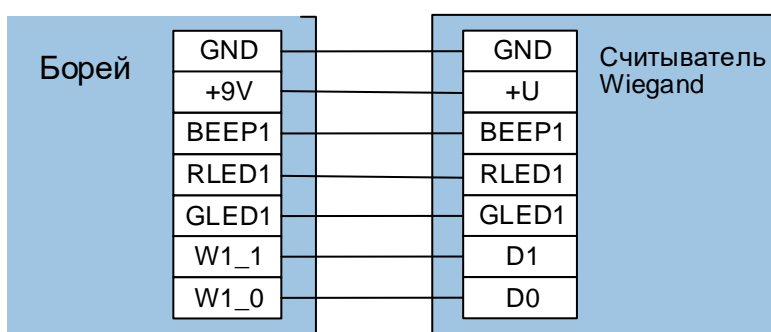 Борей
GND
+9V
BEEP1
RLED1
GLED1
W1_1
W1_0
GND
+U
BEEP1
RLED1
GLED1
D1
D0
Считыватель
Wiegand